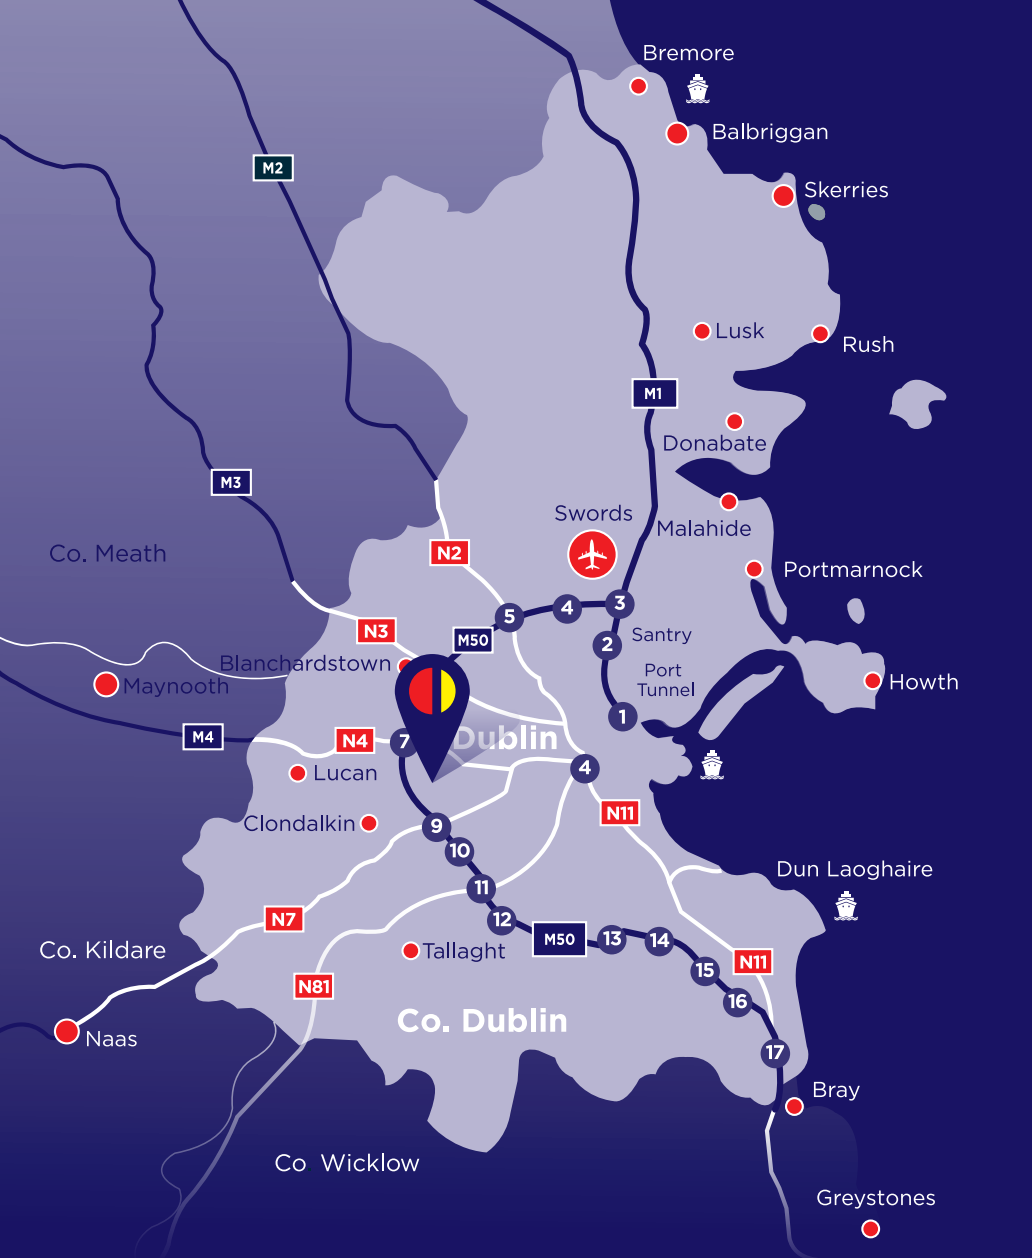 Bremore
Balbriggan
M2
Skerries
Lusk
Rush
M1
Donabate
M3
Swords
Malahide
Co. Meath
N2
Portmarnock
3
4
5
N3
M50
Santry
2
Blanchardstown
Port
Tunnel
Maynooth
Howth
1
M4
N4
7
Dublin
4
Lucan
N11
Clondalkin
9
10
Dun Laoghaire
11
N7
12
M50
13
14
Co. Kildare
Tallaght
N11
15
N81
16
Co. Dublin
Naas
17
Bray
Co Wicklow
Greystones